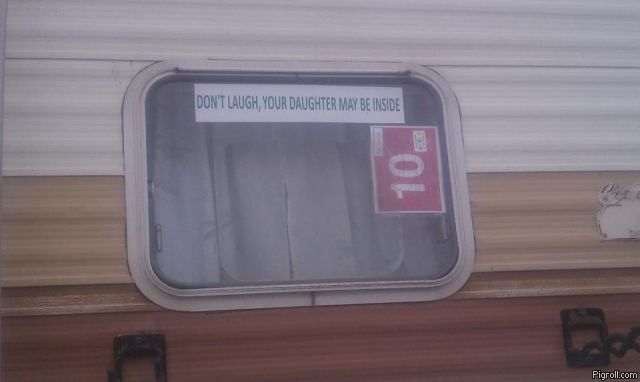 DON'T LAUGH, YOUR DAUGHTER MAY BE INSIDE
10
Pigroll.com